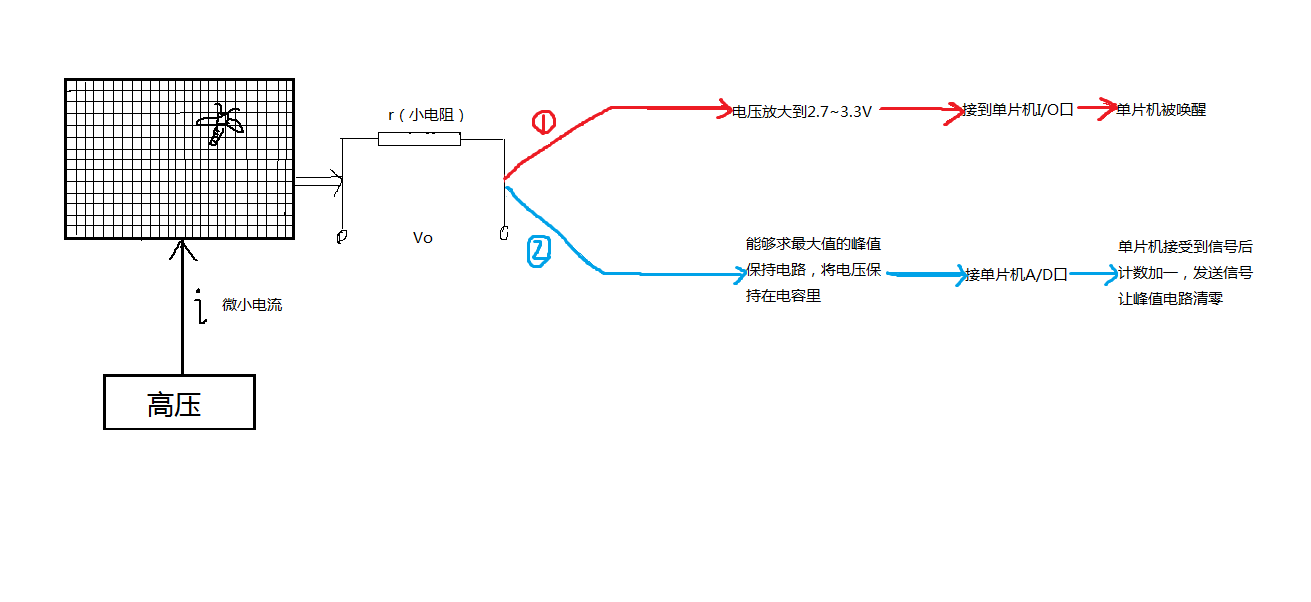 r（小电阻）
①
电压放大到2.7~3.3V
接到单片机I/O口
单片机被唤醒
Vo
2
能够求最大值的峰值
保持电路，将电压保
持在电容里
接单片机A/D口
单片机接受到信号后
计数加一，发送信号
让峰值电路清零
i
微小电流
高压